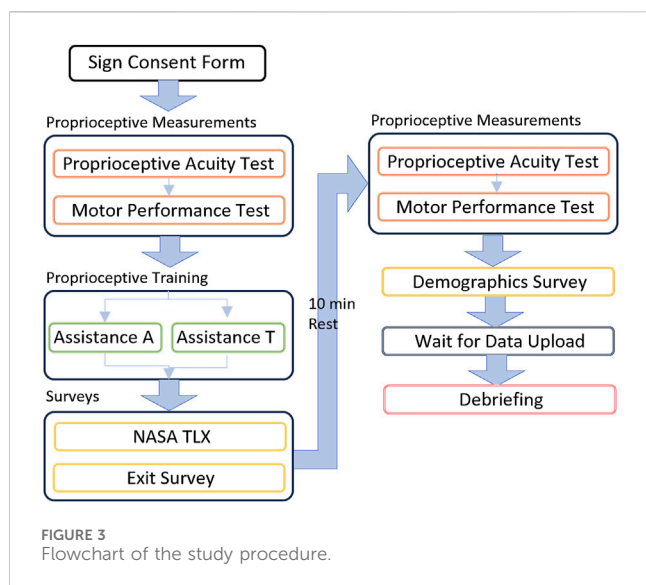 Sign Consent Form
Proprioceptive Measurements
Proprioceptive Acuity Test
Motor Performance Test
Proprioceptive Training
Assistance A
Assistance T
Surveys
NASA TLX
Exit Survey
10 min
Rest
Proprioceptive Measurements
Proprioceptive Acuity Test
Motor Performance Test
Demographics Survey
Wait for Data Upload
Debriefing
FIGURE 3
Flowchart of the study procedure.